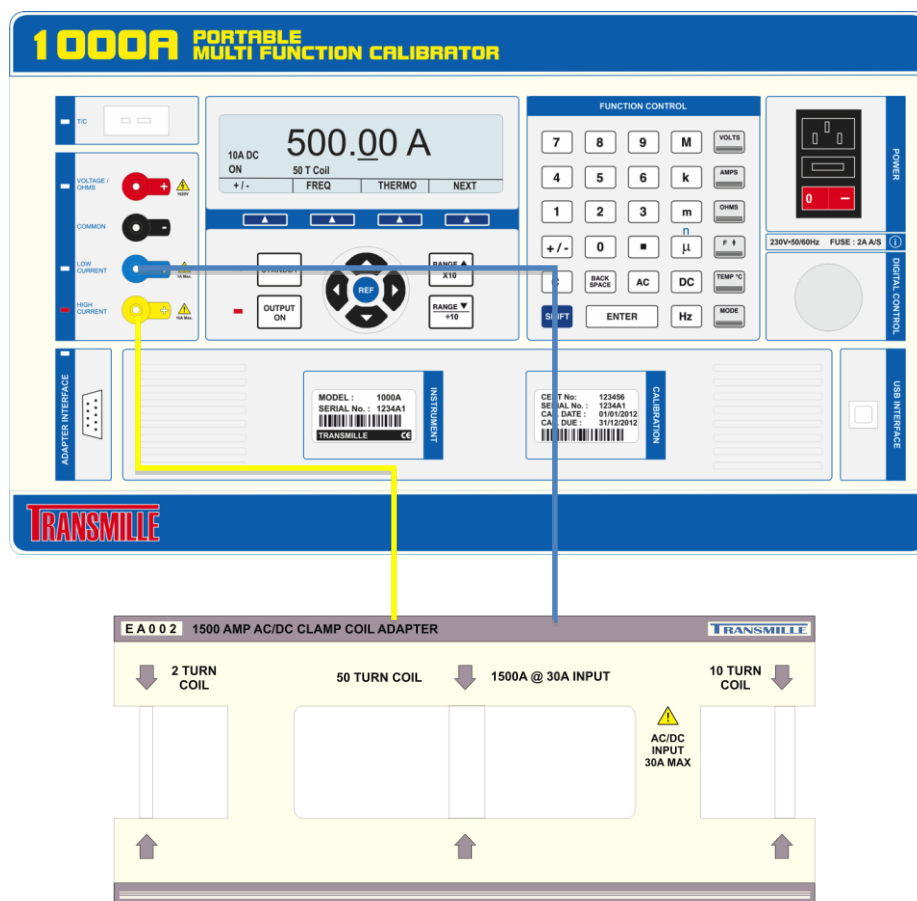 1000A PORTABLE
MULTI FUNCTION CALIBRATOR
T/C
VOLTAGE /
OHMS
+
COMMON
-
LOW
CURRENT
1A Max.
HIGH
CURRENT
+
10A Max.
500.00 A
10A DC
ON
50 T Coil
+ / - FREQ THERMO NEXT
REF
RANGE ▲
X10
OUTPUT
ON
RANGE ▼
÷10
FUNCTION CONTROL
7 8 9 M VOLTS
4 5 6 k AMPS
1 2 3 m OHMS
n
+ / - 0 ■ µ F
BACK
SPACE
AC DC TEMP °C
ENTER Hz MODE
POWER
0 –
230V~50/60Hz FUSE : 2A A/S i
DIGITAL CONTROL
ADAPTER INTERFACE
MODEL : 1000A
SERIAL No. : 1234A1
TRANSMILLE CE
INSTRUMENT
CERT No: 123456
SERIAL No. : 1234A1
CAL DATE : 01/01/2012
CAL DUE : 31/12/2012
CALIBRATION
USB INTERFACE
TRANSMILLE
EA002 1500 AMP AC/DC CLAMP COIL ADAPTER
TRANSMILLE
2 TURN
COIL
50 TURN COIL
1500A @ 30A INPUT
10 TURN
COIL
AC/DC
INPUT
30A MAX